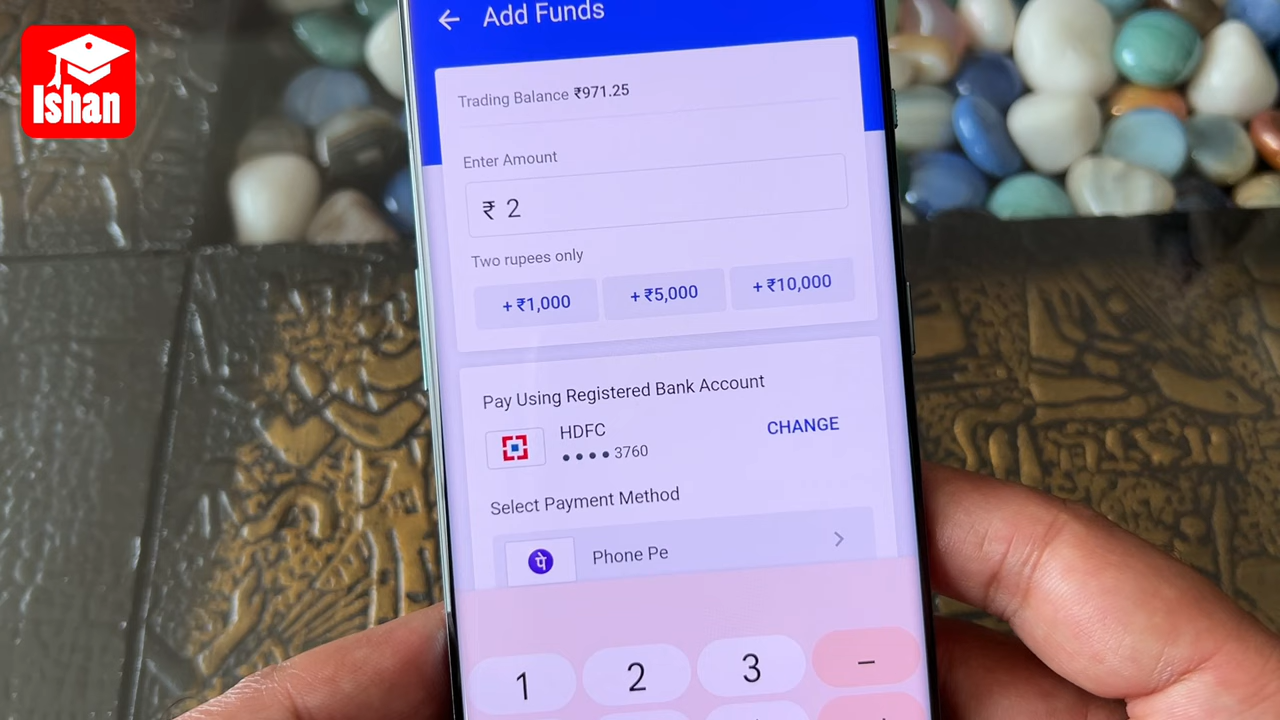 Ishan
Add Funds
Trading Balance ₹971.25
Enter Amount
₹ 2
Two rupees only
+ ₹1,000 + ₹5,000 + ₹10,000
Pay Using Registered Bank Account
HDFC
•••• 3760
CHANGE
Select Payment Method
पे Phone Pe
1 2 3 –